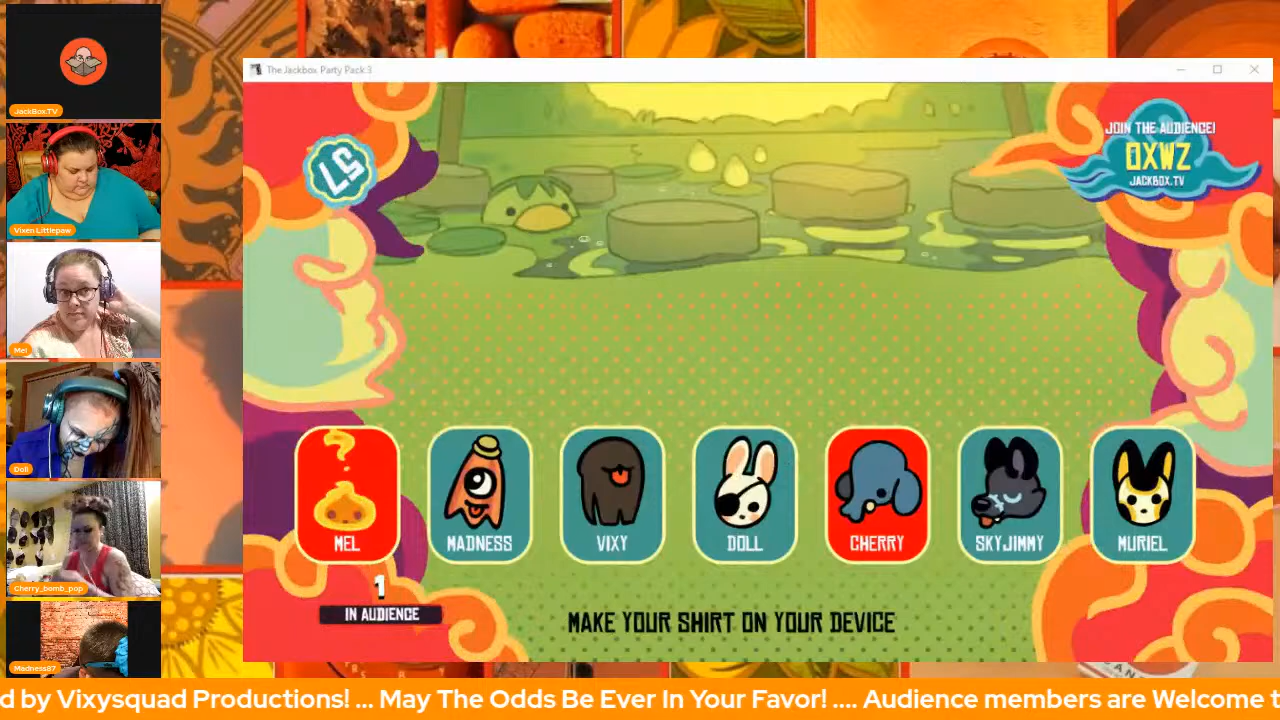 JackBox.TV
Vixen Littlepaw
Mel
Doll
Cherry_bomb_pop
Madness87
The Jackbox Party Pack 3
57
JOIN THE AUDIENCE!
OXWZ
JACKBOX.TV
MEL
MADNESS
VIXY
DOLL
CHERRY
SKYJIMMY
MURIEL
1
IN AUDIENCE
MAKE YOUR SHIRT ON YOUR DEVICE
d by Vixysquad Productions! ... May The Odds Be Ever In Your Favor! .... Audience members are Welcome t